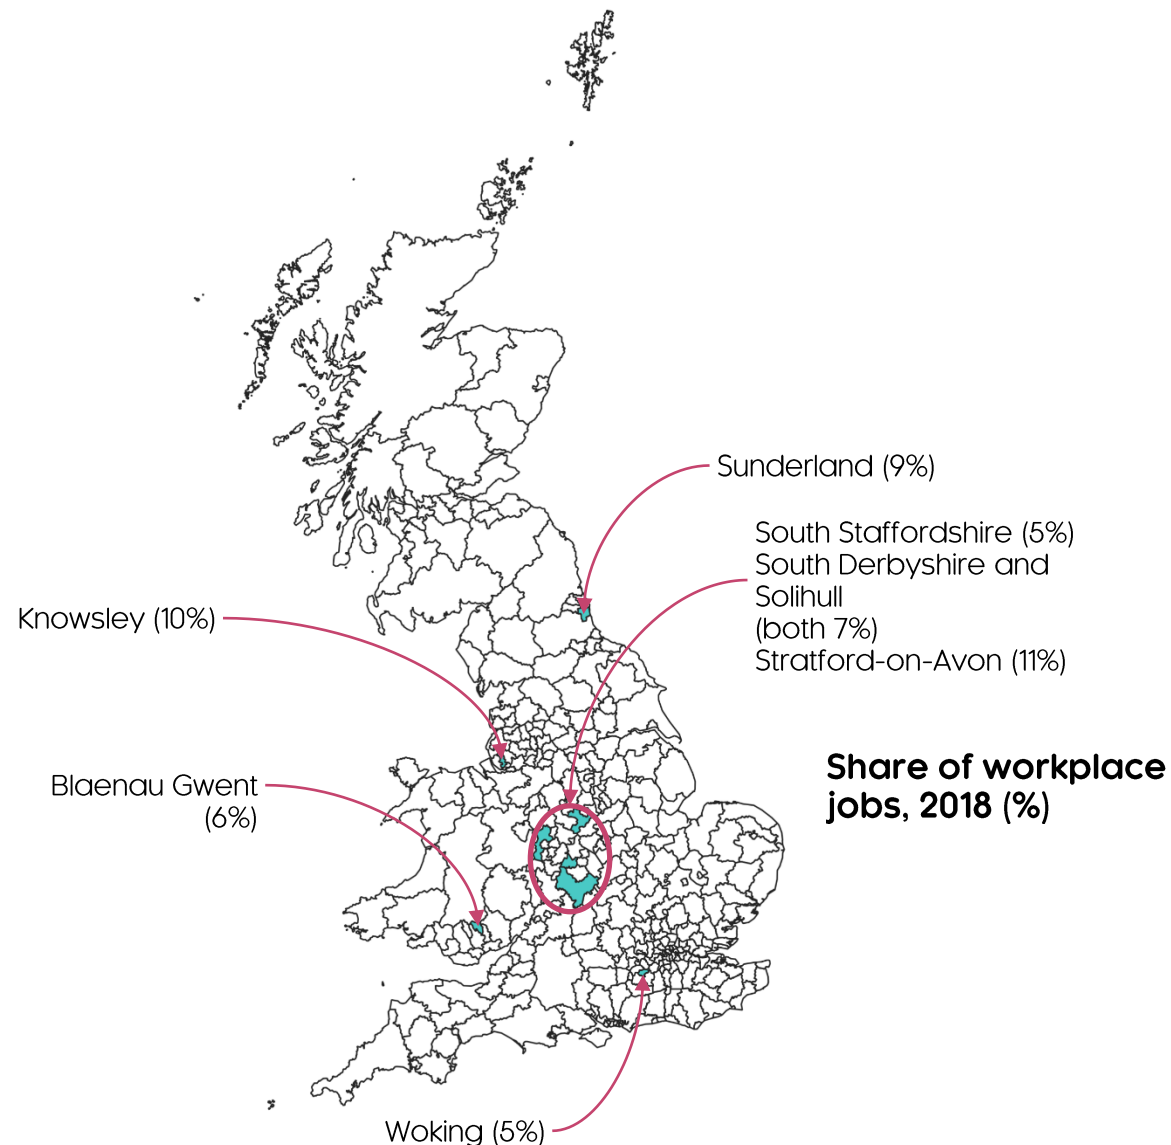 Sunderland (9%)
South Staffordshire (5%)
South Derbyshire and
Solihull
(both 7%)
Stratford-on-Avon (11%)
Knowsley (10%)
Share of workplace
jobs, 2018 (%)
Blaenau Gwent
(6%)
Woking (5%)